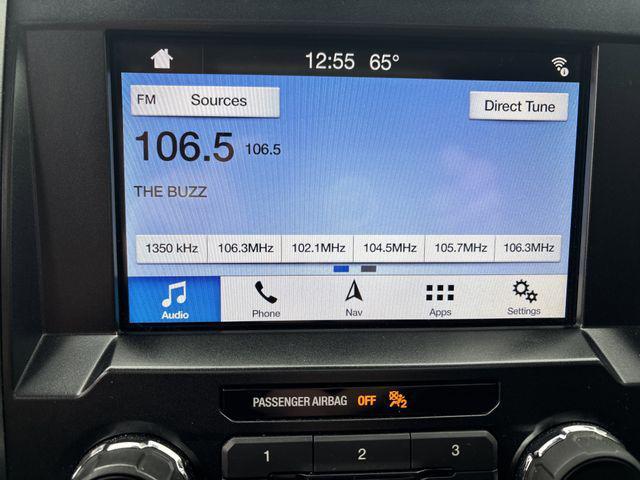 12:55 65°
FM Sources Direct Tune
106.5 106.5
THE BUZZ
1350 kHz 106.3MHz 102.1MHz 104.5MHz 105.7MHz 106.3MHz
Audio Phone Nav Apps Settings
PASSENGER AIRBAG OFF 2
1 2 3